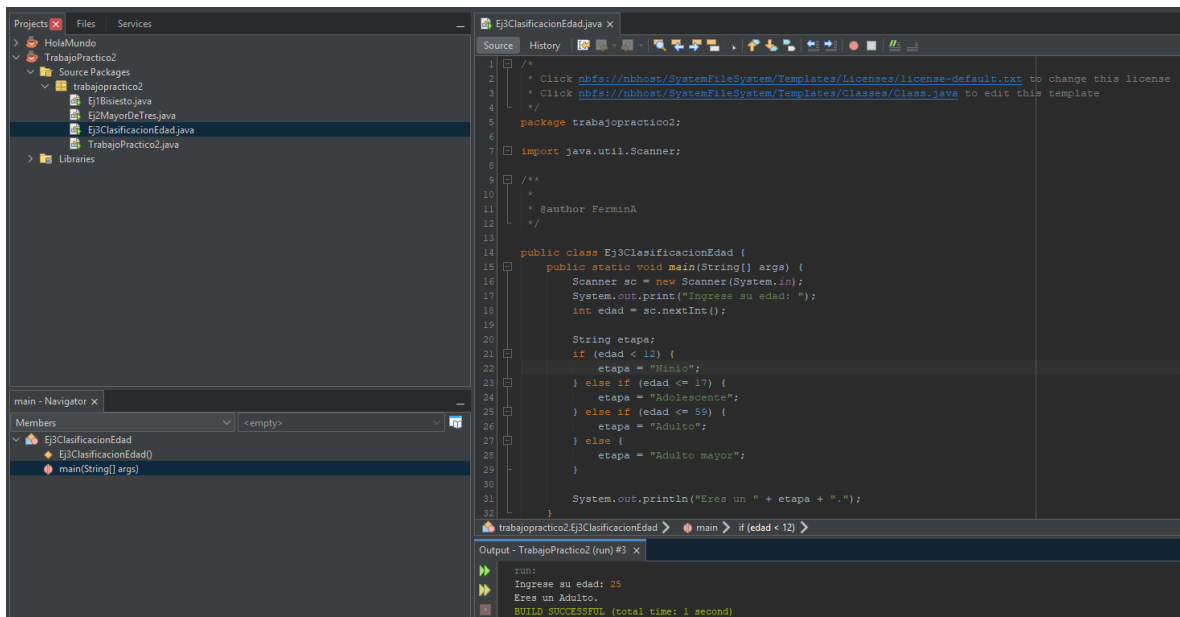 Projects Files Services
HolaMundo
TrabajoPractico2
Source Packages
trabajopractico2
Ej1Bisiesto.java
Ej2MayorDeTres.java
Ej3ClasificacionEdad.java
TrabajoPractico2.java
Libraries
main - Navigator
Members <empty>
Ej3ClasificacionEdad
Ej3ClasificacionEdad()
main(String[] args)
Ej3ClasificacionEdad.java
Source History
1 /*
2 * Click nbfs://nbhost/SystemFileSystem/Templates/Licenses/license-default.txt to change this license
3 * Click nbfs://nbhost/SystemFileSystem/Templates/Classes/Class.java to edit this template
4 */
5 package trabajopractico2;
6
7 import java.util.Scanner;
8
9 /**
10 *
11 * @author FerminA
12 */
13
14 public class Ej3ClasificacionEdad {
15 public static void main(String[] args) {
16 Scanner sc = new Scanner(System.in);
17 System.out.print("Ingrese su edad: ");
18 int edad = sc.nextInt();
19
20 String etapa;
21 if (edad < 12) {
22 etapa = "Ninio";
23 } else if (edad <= 17) {
24 etapa = "Adolescente";
25 } else if (edad <= 59) {
26 etapa = "Adulto";
27 } else {
28 etapa = "Adulto mayor";
29 }
30
31 System.out.println("Eres un " + etapa + ".");
32 }
trabajopractico2.Ej3ClasificacionEdad main if (edad < 12)
Output - TrabajoPractico2 (run) #3
run:
Ingrese su edad: 25
Eres un Adulto.
BUILD SUCCESSFUL (total time: 1 second)